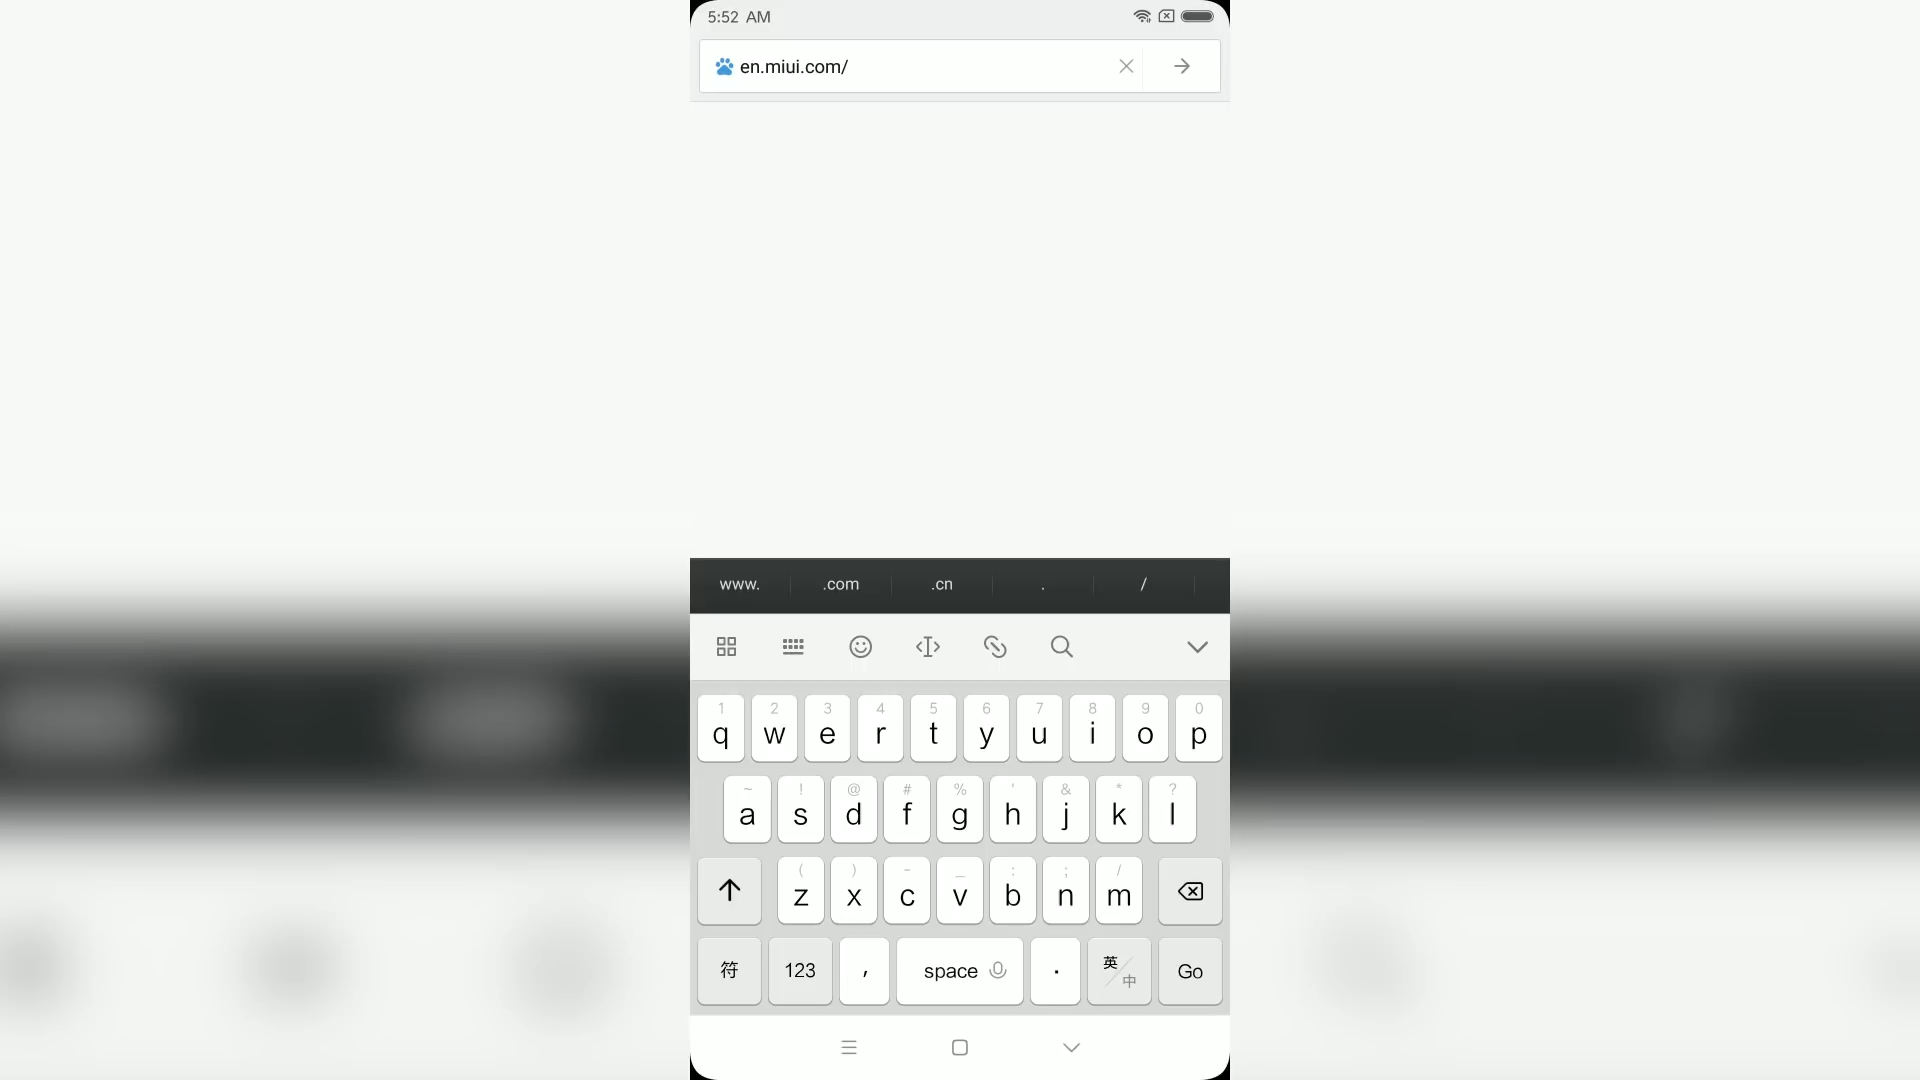 5:52 AM
en.miui.com/
www. .com .cn . /
1 2 3 4 5 6 7 8 9 0
q w e r t y u i o p
~ ! @ # % ' & * ?
a s d f g h j k l
( ) - _ : ; /
z x c v b n m
符 123 , space . 英/中 Go